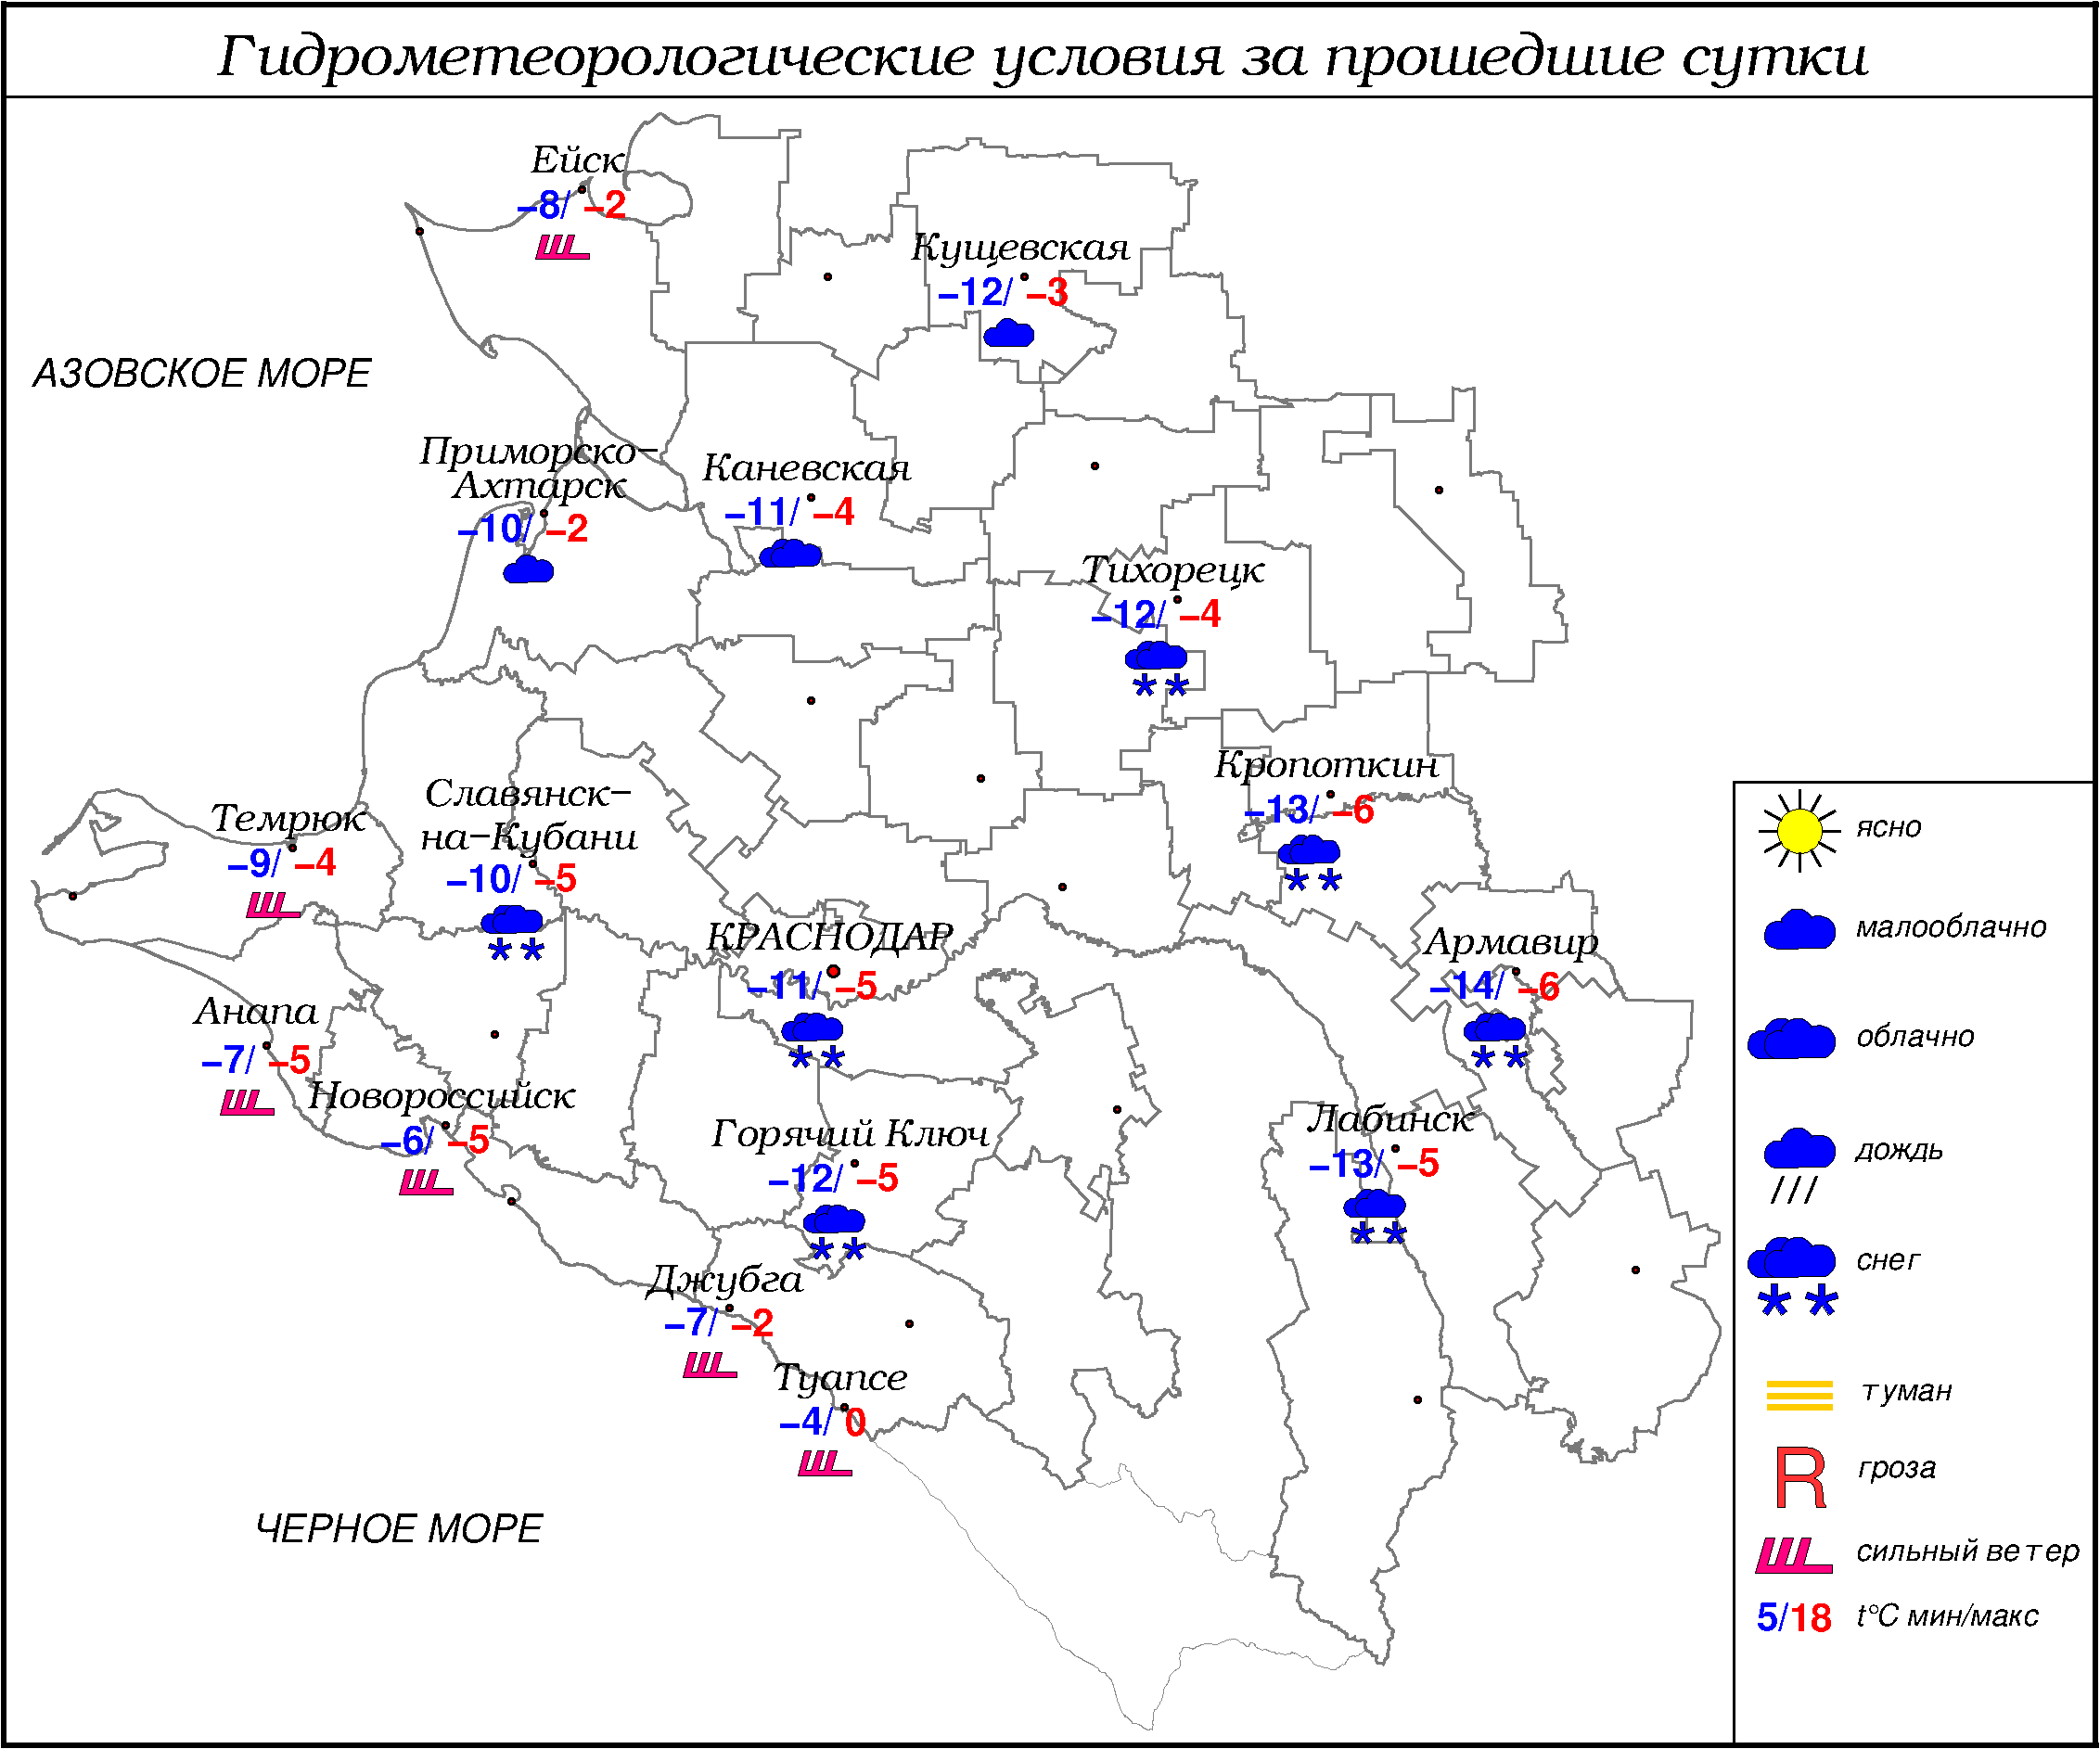 Гидрометеорологические условия за прошедшие сутки
Ейск
−8/ −2
Кущевская
−12/ −3
АЗОВСКОЕ МОРЕ
Приморско−
Ахтарск
−10/ −2
Каневская
−11/ −4
Тихорецк
−12/ −4
Кропоткин
−13/ −6
Темрюк
−9/ −4
Славянск−
на−Кубани
−10/ −5
КРАСНОДАР
−11/ −5
Армавир
−14/ −6
Анапа
−7/ −5
Новороссийск
−6/ −5
Горячий Ключ
−12/ −5
Лабинск
−13/ −5
Джубга
−7/ −2
Туапсе
−4/ 0
ЧЕРНОЕ МОРЕ
ясно
малооблачно
облачно
дождь
снег
туман
R гроза
сильный ветер
5/18 t°C мин/макс